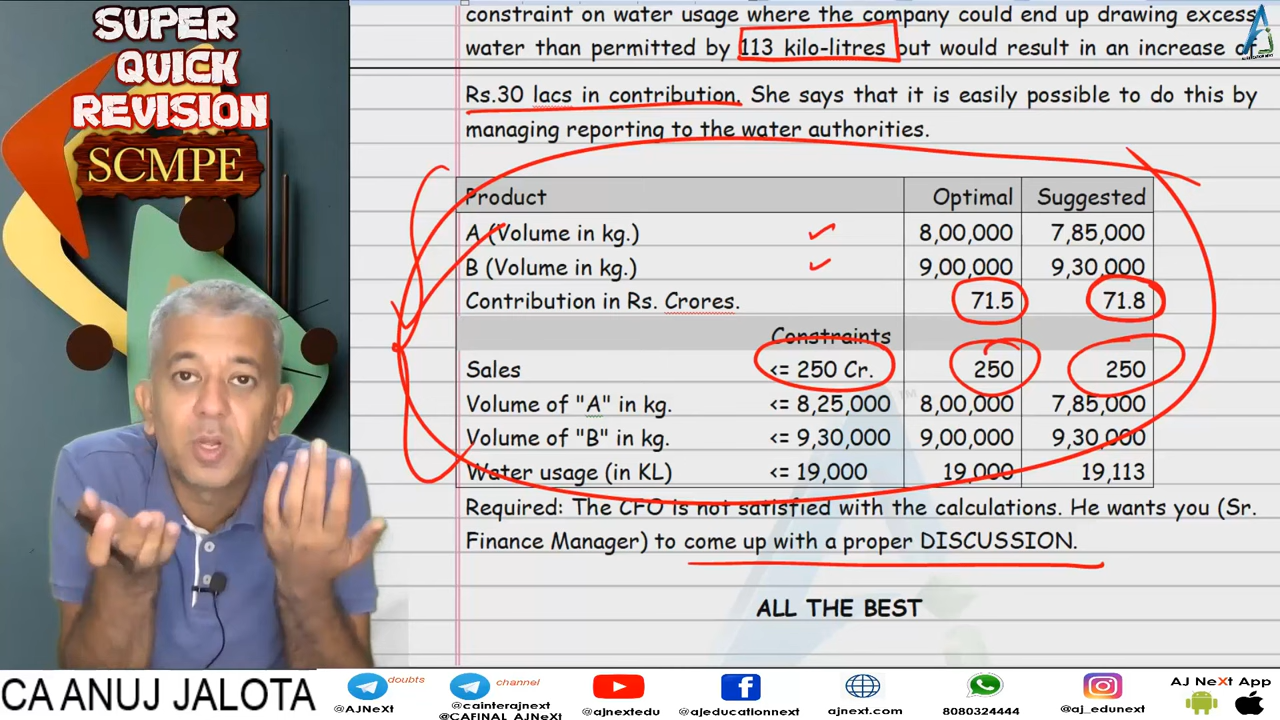 SUPER
QUICK
REVISION
SCMPE
constraint on water usage where the company could end up drawing excess
water than permitted by 113 kilo-litres but would result in an increase of
Rs.30 lacs in contribution. She says that it is easily possible to do this by
managing reporting to the water authorities.
Product Optimal Suggested
A (Volume in kg.) 8,00,000 7,85,000
B (Volume in kg.) 9,00,000 9,30,000
Contribution in Rs. Crores. 71.5 71.8
Constraints
Sales <= 250 Cr. 250 250
Volume of "A" in kg. <= 8,25,000 8,00,000 7,85,000
Volume of "B" in kg. <= 9,30,000 9,00,000 9,30,000
Water usage (in KL) <= 19,000 19,000 19,113
Required: The CFO is not satisfied with the calculations. He wants you (Sr.
Finance Manager) to come up with a proper DISCUSSION.
ALL THE BEST
CA ANUJ JALOTA
doubts
@AJNeXt
channel
@cainterajnext
@CAFINAL_AJNeXt
@ajnextedu
@ajeducationnext
ajnext.com
8080324444
@aj_edunext
AJ NeXt App